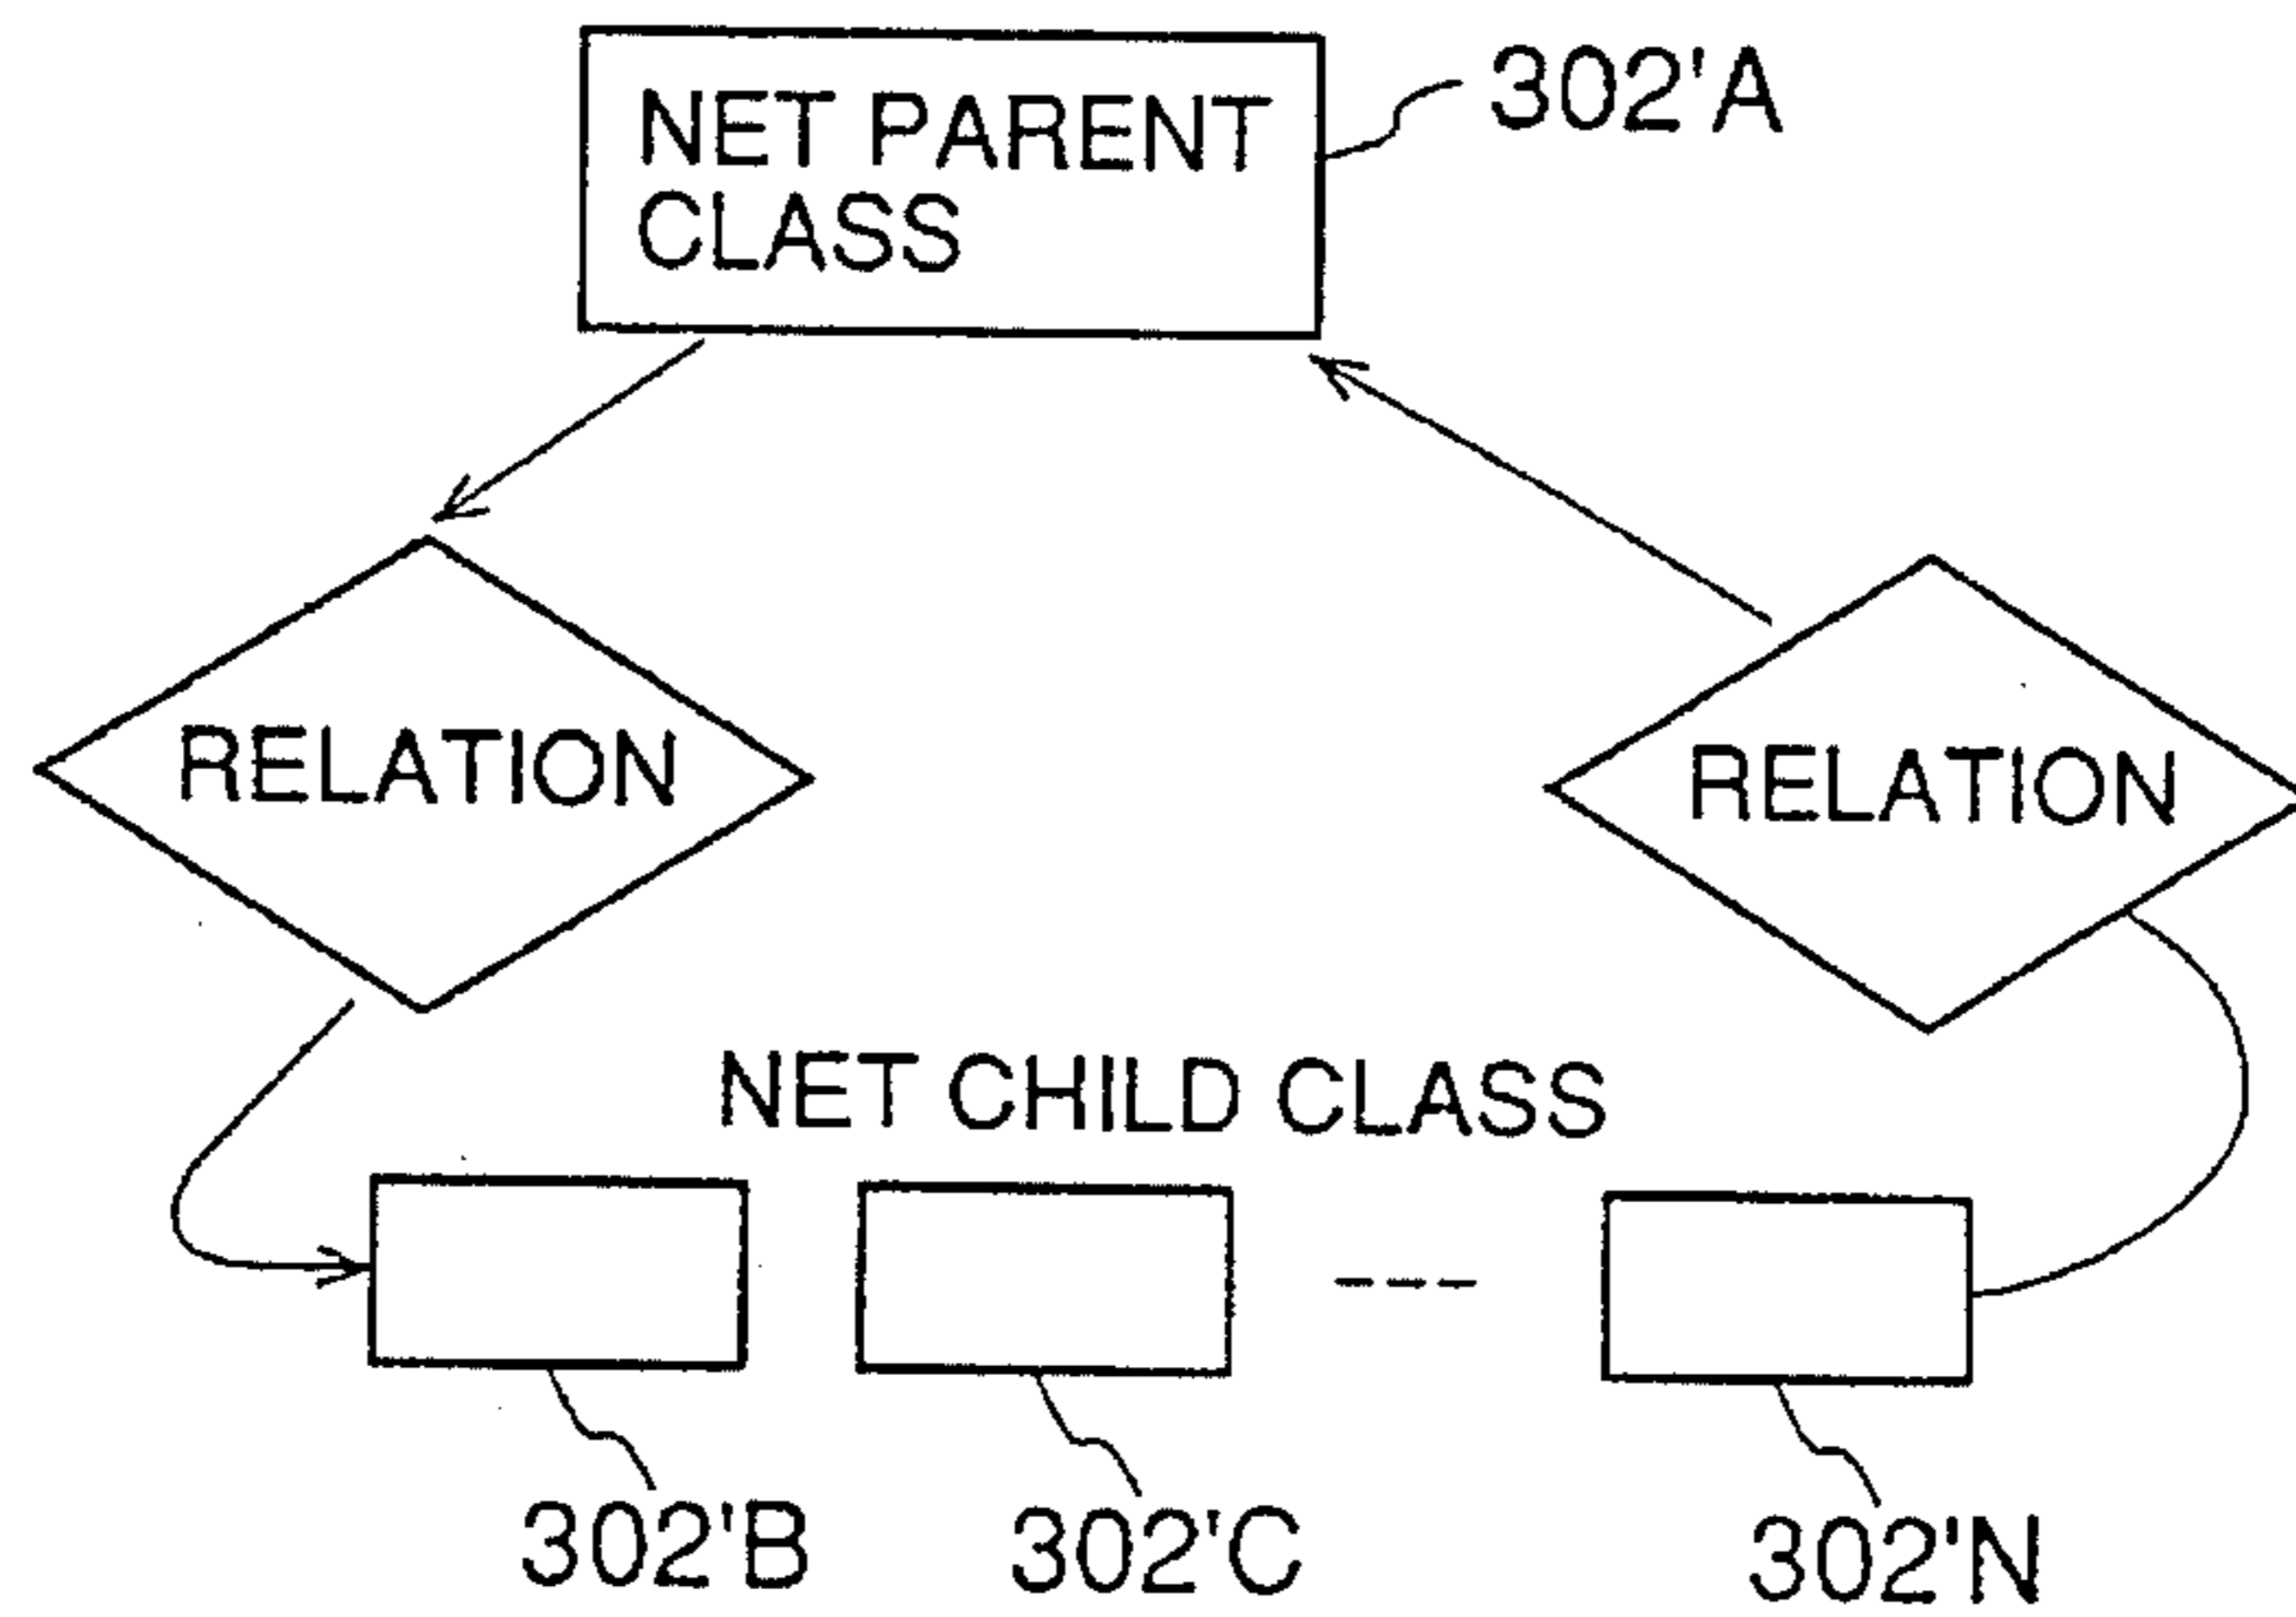 NET PARENT
CLASS
302'A
RELATION
RELATION
NET CHILD CLASS
302'B
302'C
302'N